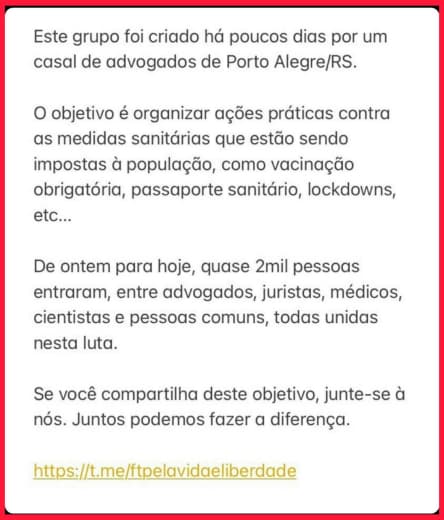 Este grupo foi criado há poucos dias por um
casal de advogados de Porto Alegre/RS.
O objetivo é organizar ações práticas contra
as medidas sanitárias que estão sendo
impostas à população, como vacinação
obrigatória, passaporte sanitário, lockdowns,
etc...
De ontem para hoje, quase 2mil pessoas
entraram, entre advogados, juristas, médicos,
cientistas e pessoas comuns, todas unidas
nesta luta.
Se você compartilha deste objetivo, junte-se à
nós. Juntos podemos fazer a diferença.
https://t.me/ftpelavidaeliberdade